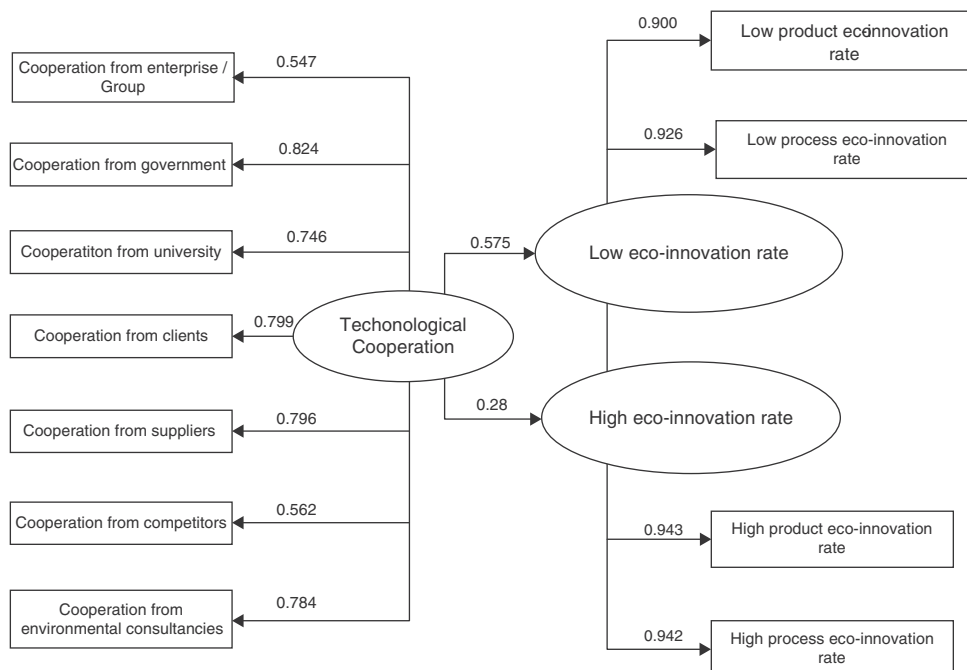 Cooperation from enterprise /
Group
0.547
Cooperation from government
0.824
Cooperatiton from university
0.746
Cooperation from clients
0.799
Cooperation from suppliers
0.796
Cooperation from competitors
0.562
Cooperation from
environmental consultancies
0.784
Techonological
Cooperation
0.575
0.28
Low eco-innovation rate
High eco-innovation rate
0.900
Low product ecoinnovation
rate
0.926
Low process eco-innovation
rate
0.943
High product eco-innovation
rate
0.942
High process eco-innovation
rate